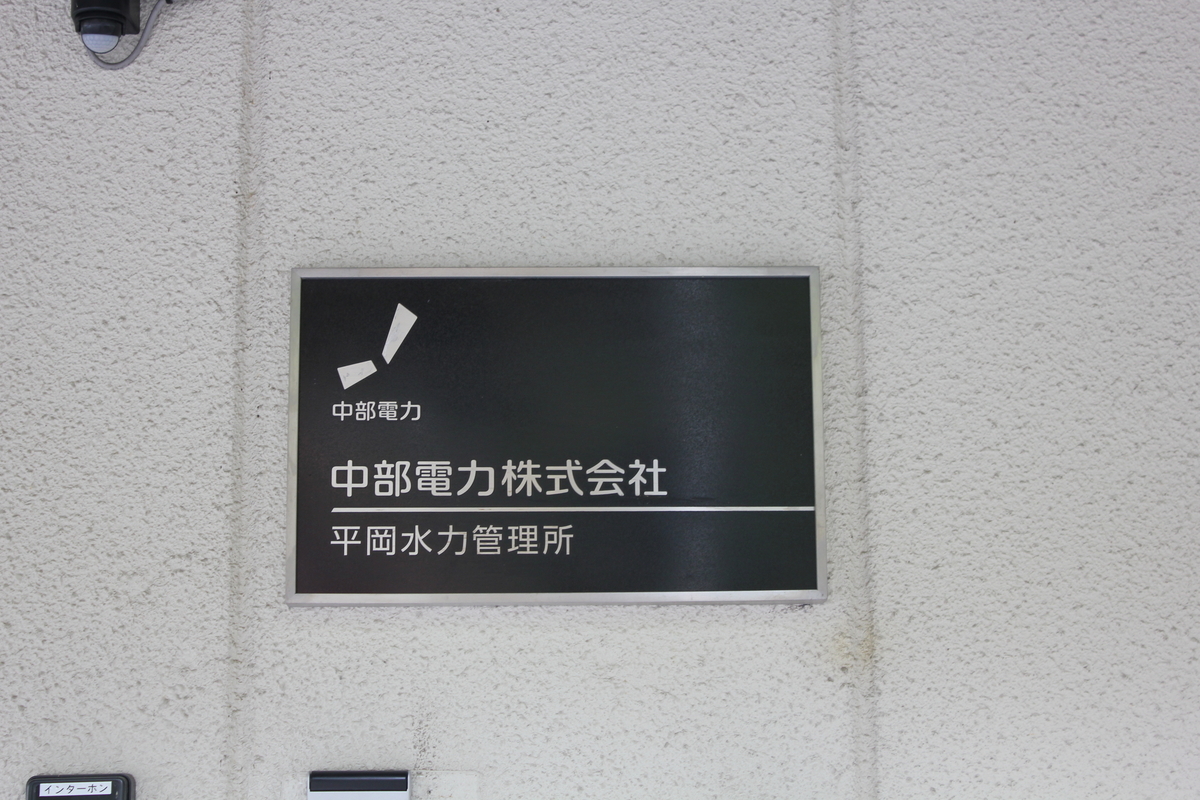 中部電力
中部電力株式会社
平岡水力管理所
インターホン